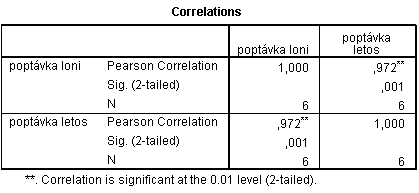 Correlations
poptávka loni poptávka letos
poptávka loni Pearson Correlation 1,000 ,972**
Sig. (2-tailed) ,001
N 6 6
poptávka letos Pearson Correlation ,972** 1,000
Sig. (2-tailed) ,001
N 6 6
**. Correlation is significant at the 0.01 level (2-tailed).